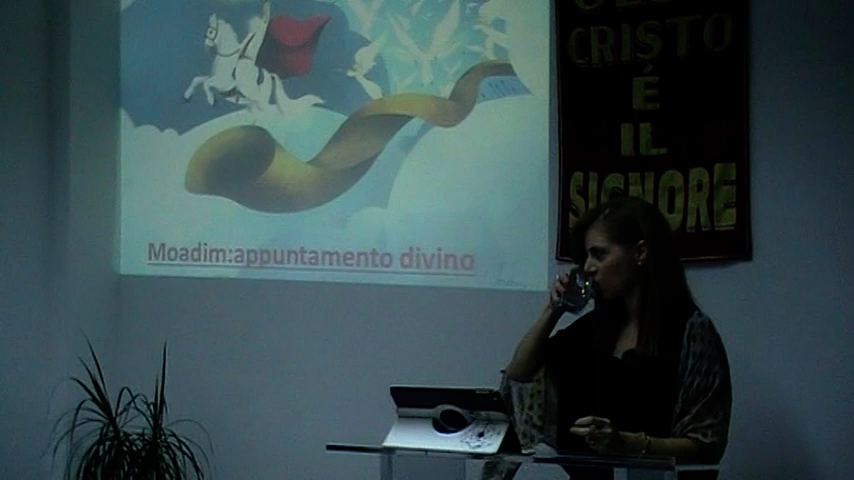 Moadim:appuntamento divino
CRISTO
É
IL
SIGNORE